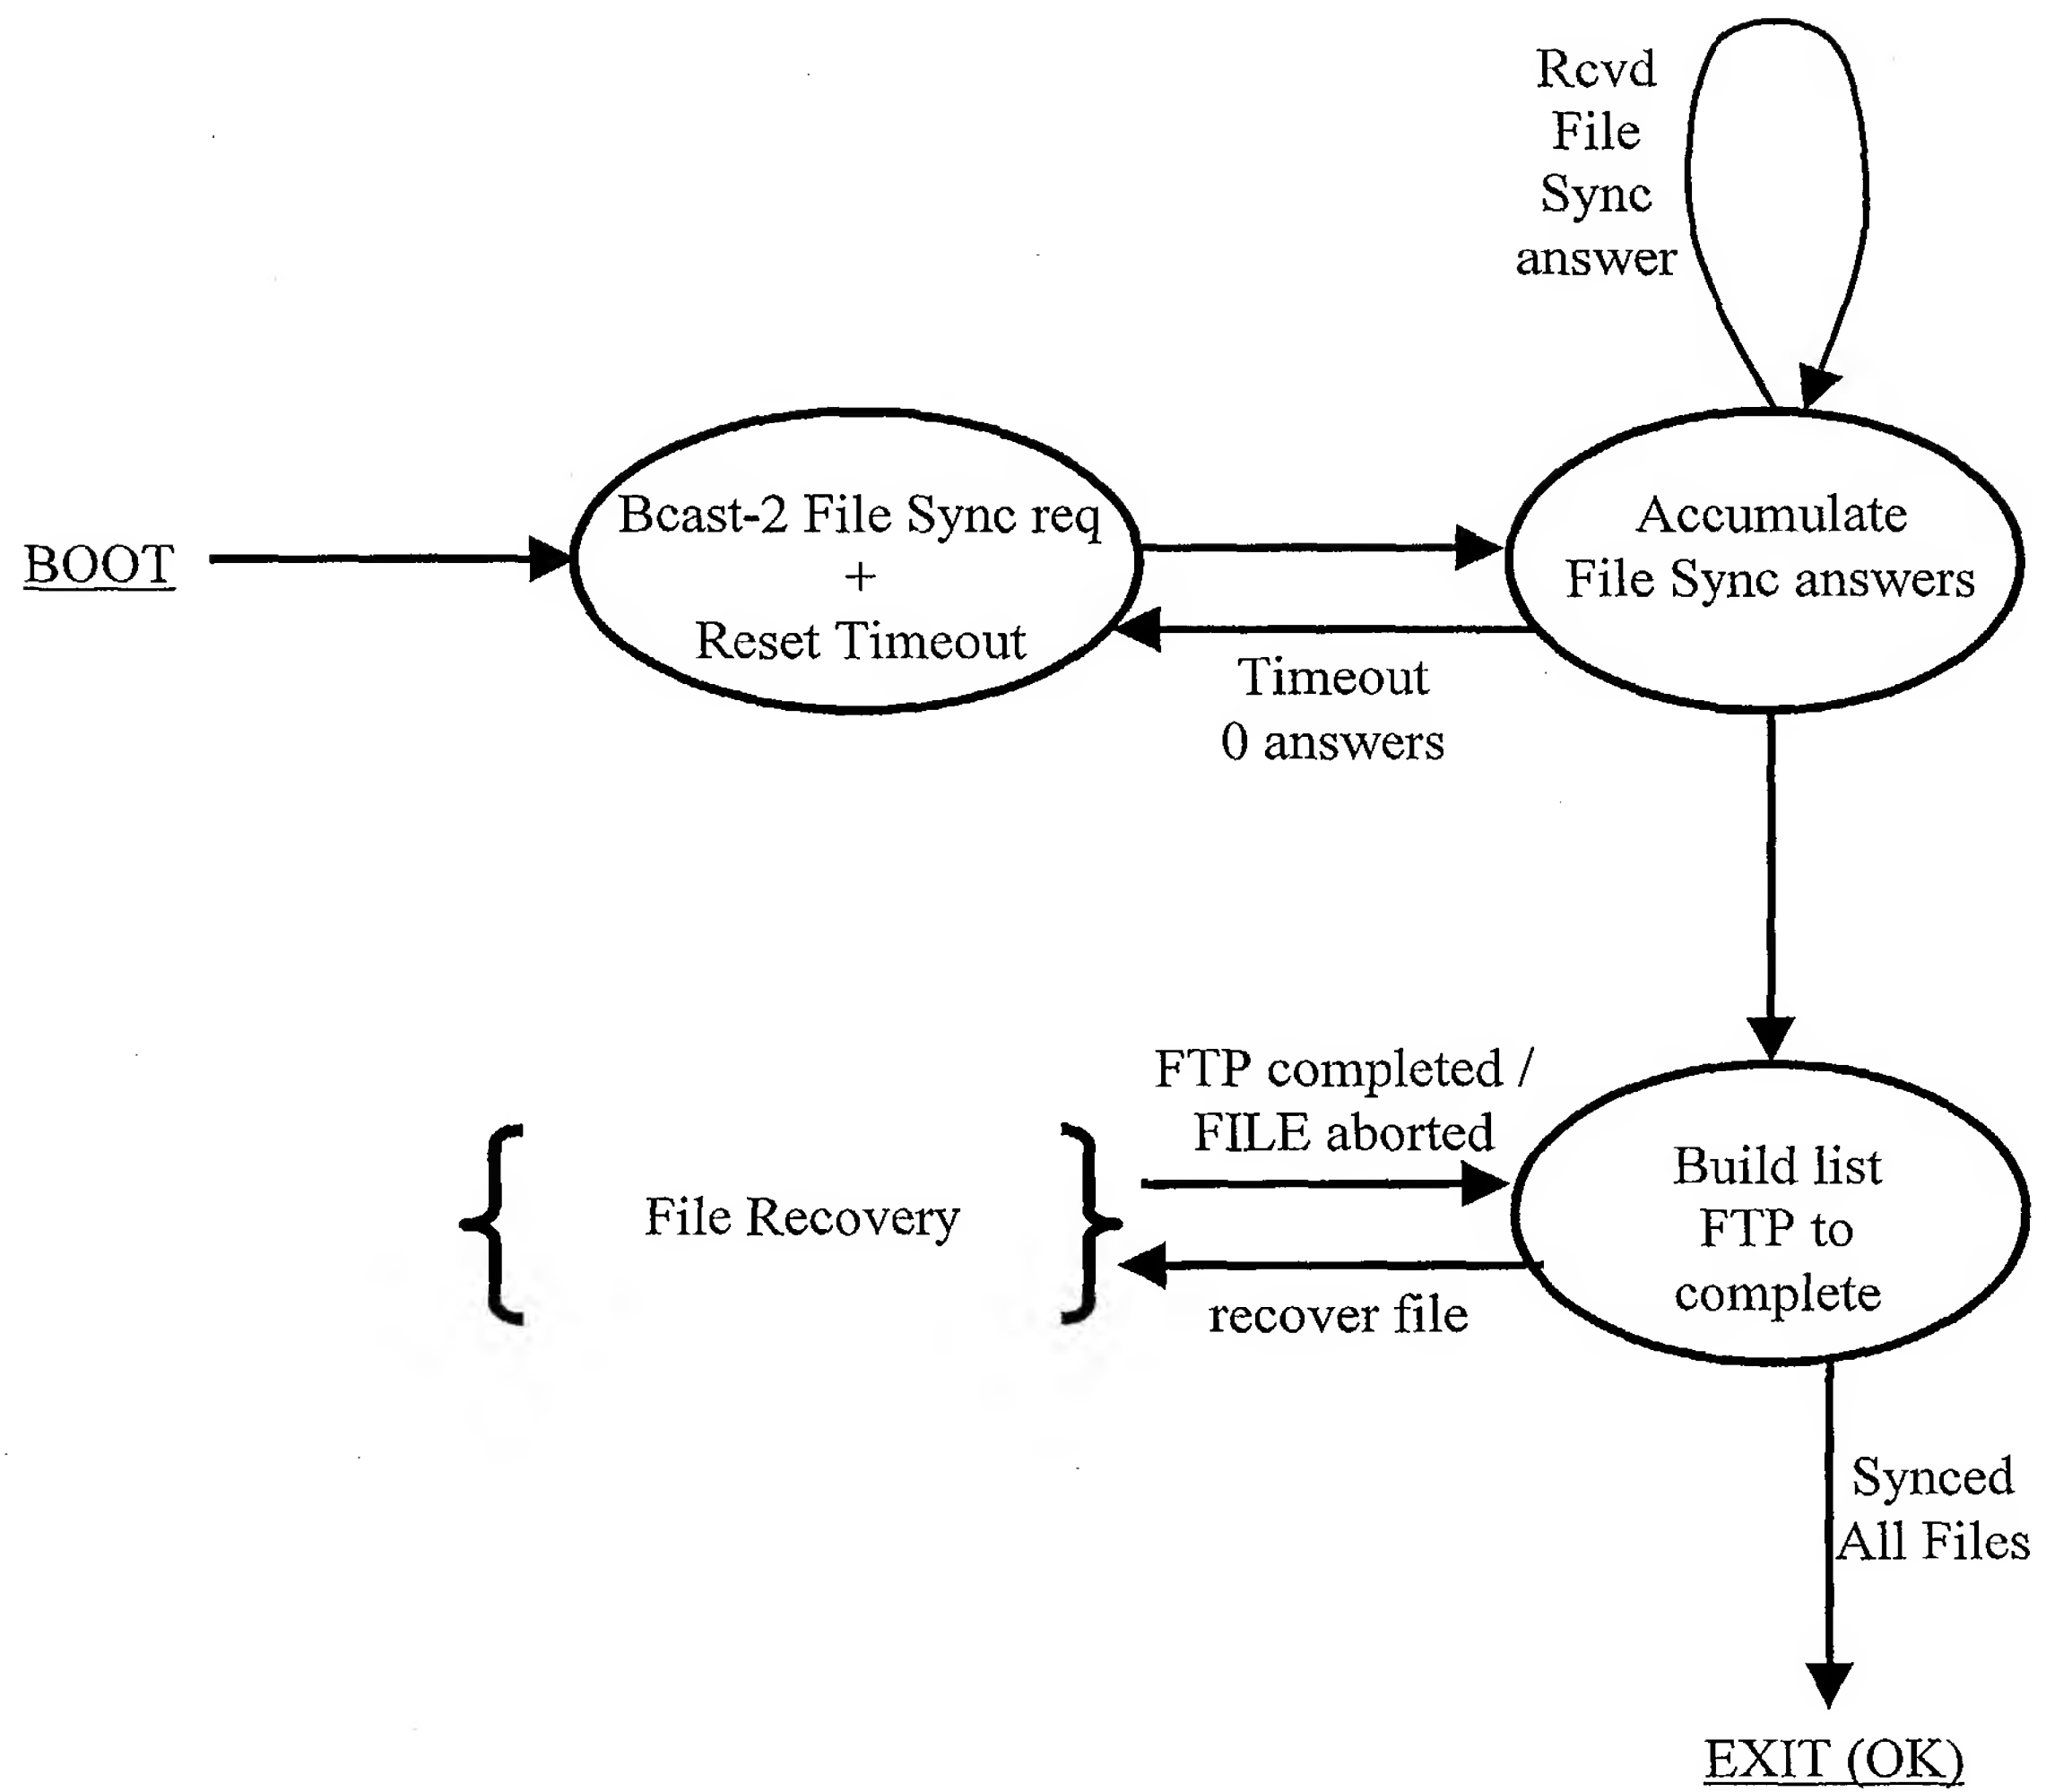 Rcvd
File
Sync
answer
BOOT
Bcast-2 File Sync req
+
Reset Timeout
Accumulate
File Sync answers
Timeout
0 answers
FTP completed /
FILE aborted
File Recovery
recover file
Build list
FTP to
complete
Synced
All Files
EXIT (OK)